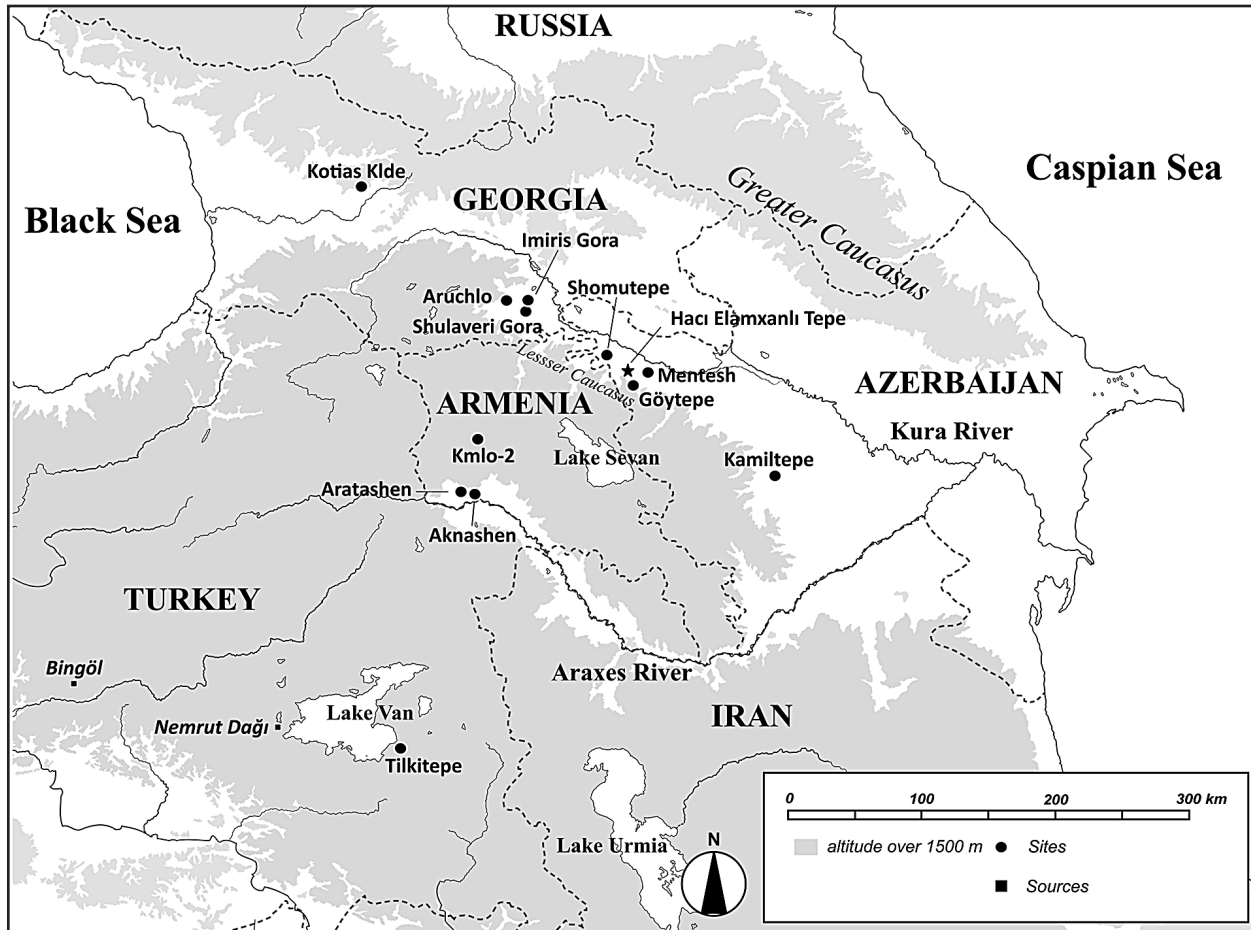 RUSSIA
Caspian Sea
Kotias Klde
Greater Caucasus
GEORGIA
Black Sea
Imiris Gora
Shomutepe
Aruchlo
Hacı Elamxanlı Tepe
Shulaveri Gora
Lessser Caucasus
Mentesh
AZERBAIJAN
Göytepe
ARMENIA
Kura River
Kmlo-2
Lake Sevan
Kamiltepe
Aratashen
Aknashen
TURKEY
Bingöl
Araxes River
Lake Van
IRAN
Nemrut Dağı
Tilkitepe
0 100 200 300 km
N
Lake Urmia
altitude over 1500 m
Sites
Sources